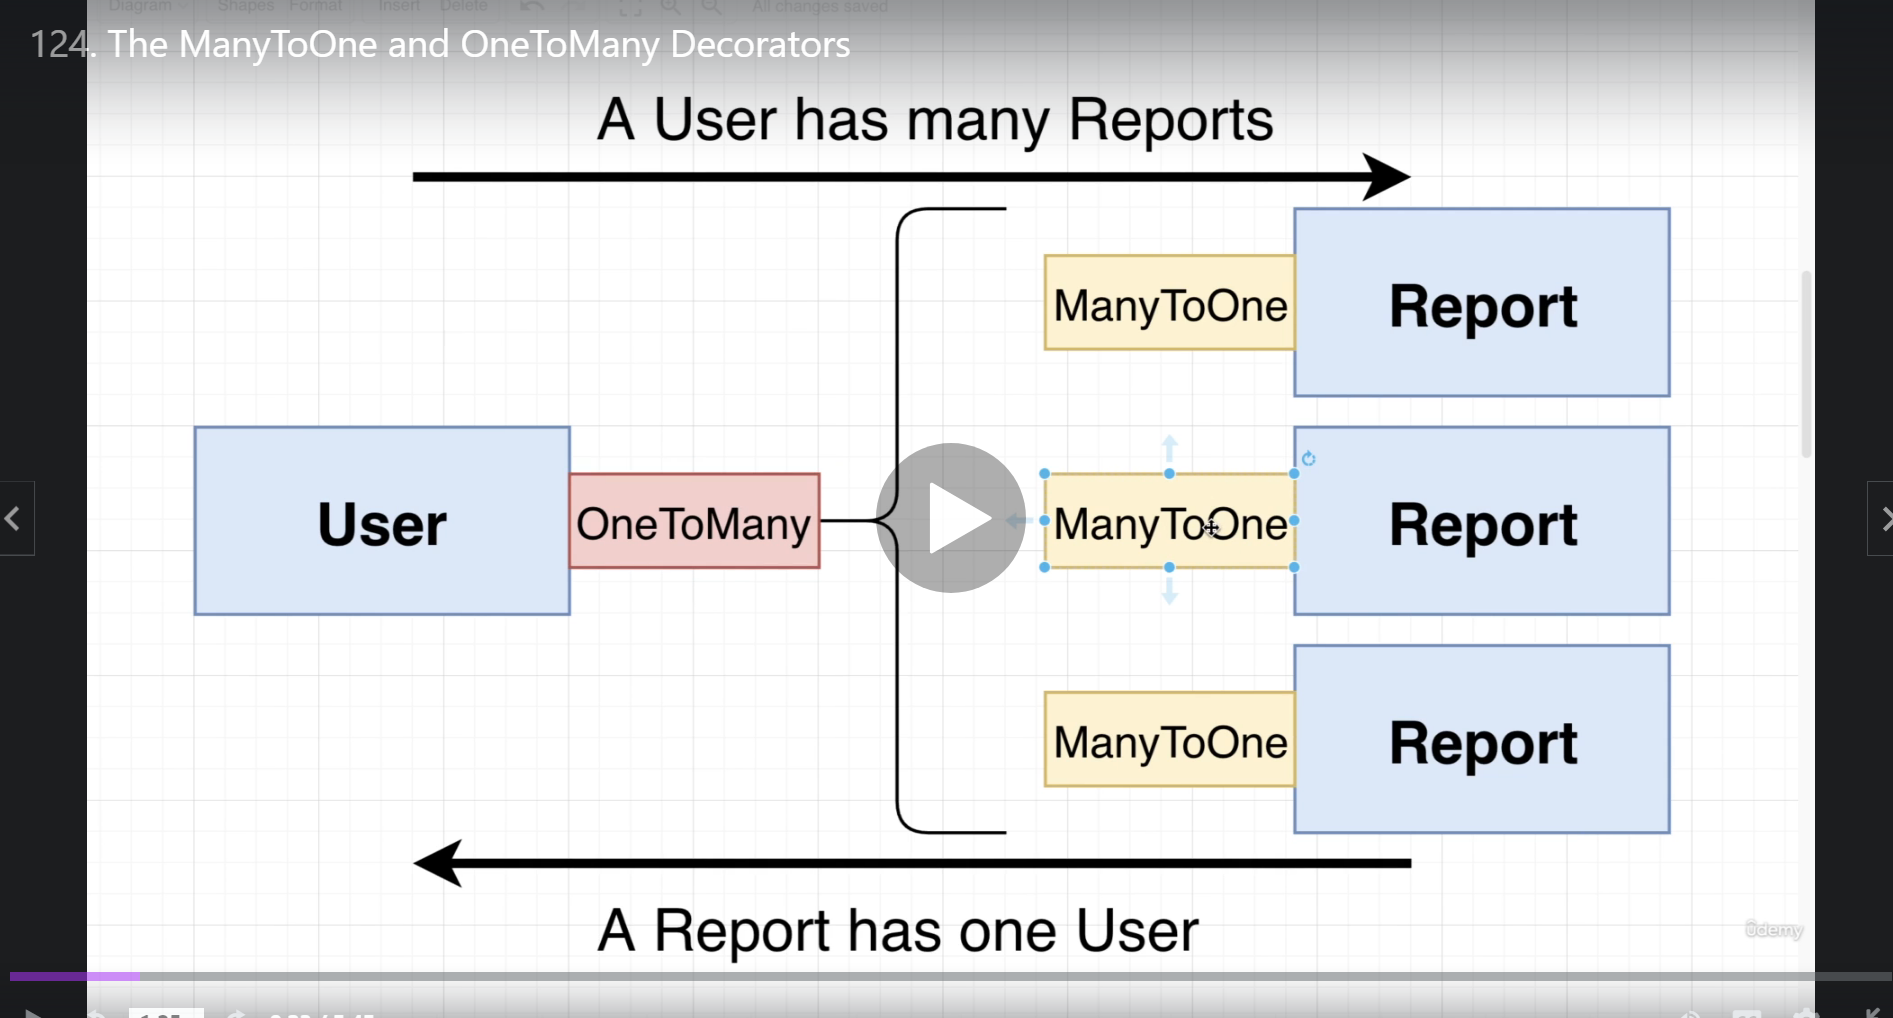 Diagram Shapes Format Insert Delete All changes saved
124. The ManyToOne and OneToMany Decorators
A User has many Reports
ManyToOne Report
User OneToMany ManyToOne Report
ManyToOne Report
A Report has one User
ûdemy